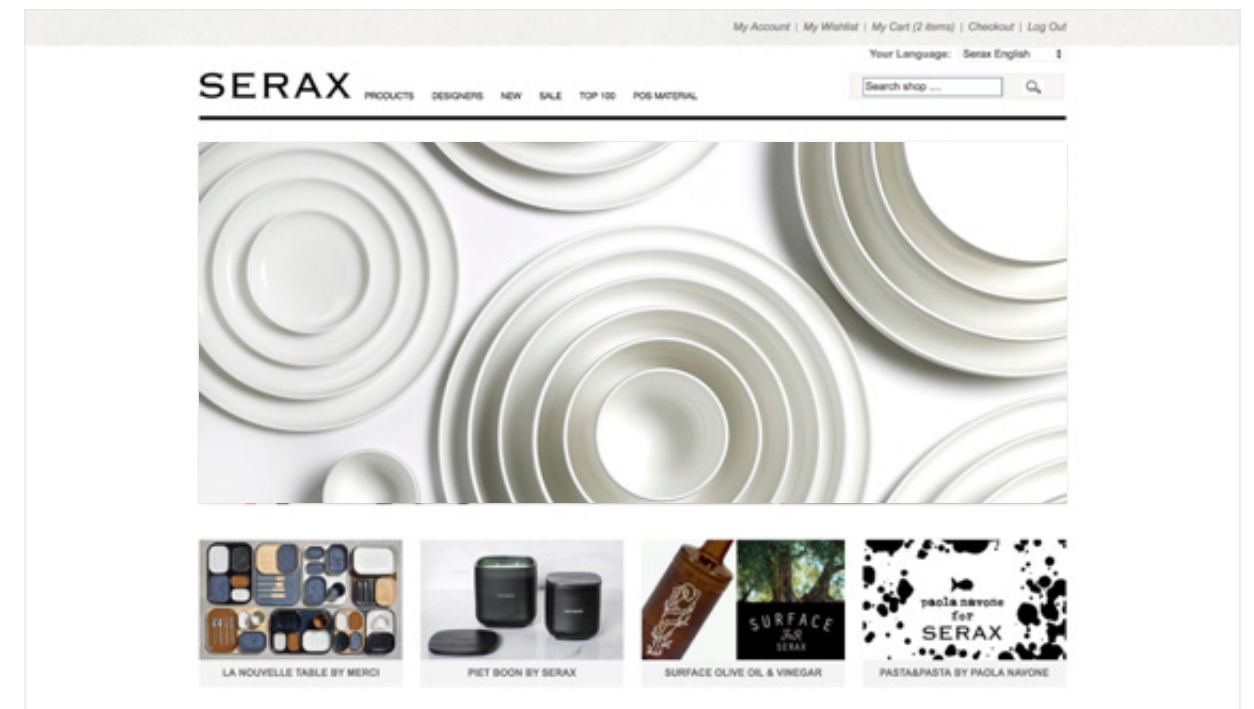 My Account | My Wishlist | My Cart (2 items) | Checkout | Log Out
Your Language: Serax English
SERAX PRODUCTS DESIGNERS NEW SALE TOP 100 POS MATERIAL
Search shop ....
SURFACE
FOR
SERAX
paola navone
for
SERAX
LA NOUVELLE TABLE BY MERCI
PIET BOON BY SERAX
SURFACE OLIVE OIL & VINEGAR
PASTA&PASTA BY PAOLA NAVONE